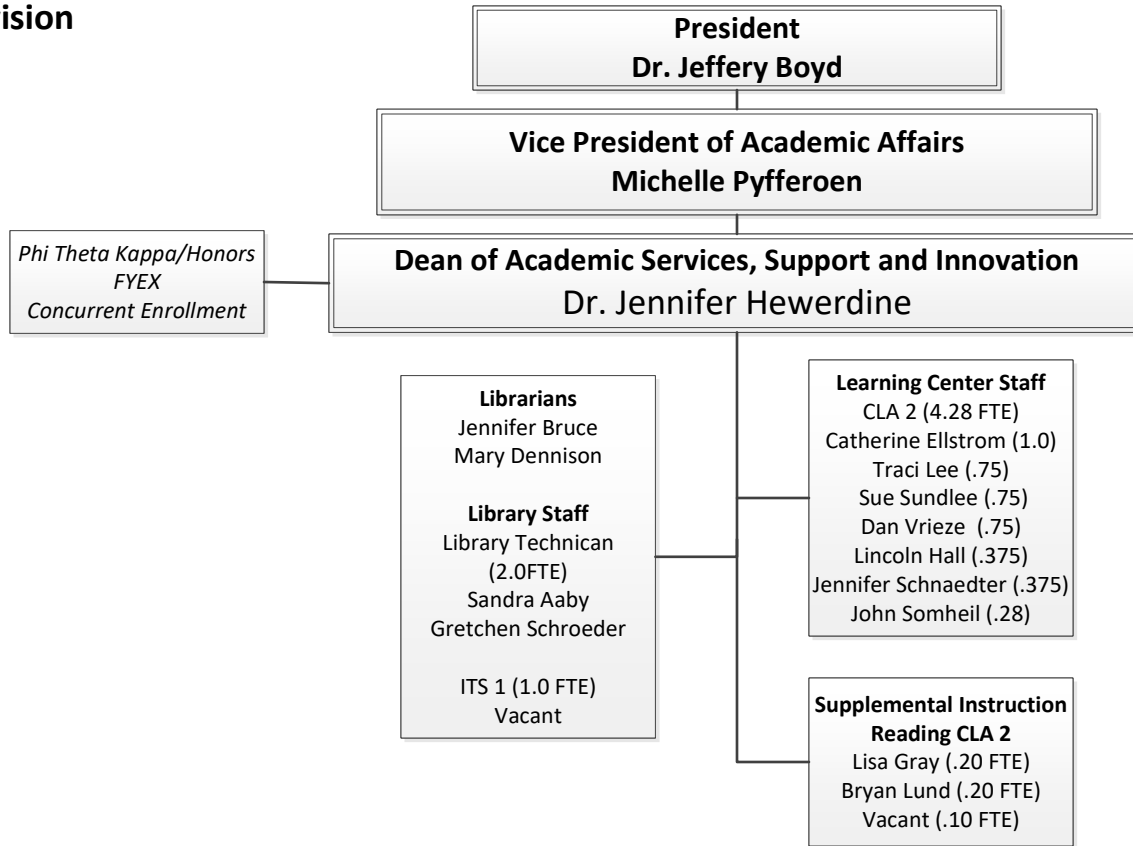 President
Dr. Jeffery Boyd
Vice President of Academic Affairs
Michelle Pyfferoen
Phi Theta Kappa/Honors
FYEX
Concurrent Enrollment
Dean of Academic Services, Support and Innovation
Dr. Jennifer Hewerdine
Librarians
Jennifer Bruce
Mary Dennison
Library Staff
Library Technican
(2.0FTE)
Sandra Aaby
Gretchen Schroeder
ITS 1 (1.0 FTE)
Vacant
Learning Center Staff
CLA 2 (4.28 FTE)
Catherine Ellstrom (1.0)
Traci Lee (.75)
Sue Sundlee (.75)
Dan Vrieze  (.75)
Lincoln Hall (.375)
Jennifer Schnaedter (.375)
John Somheil (.28)
Supplemental Instruction
Reading CLA 2
Lisa Gray (.20 FTE)
Bryan Lund (.20 FTE)
Vacant (.10 FTE)